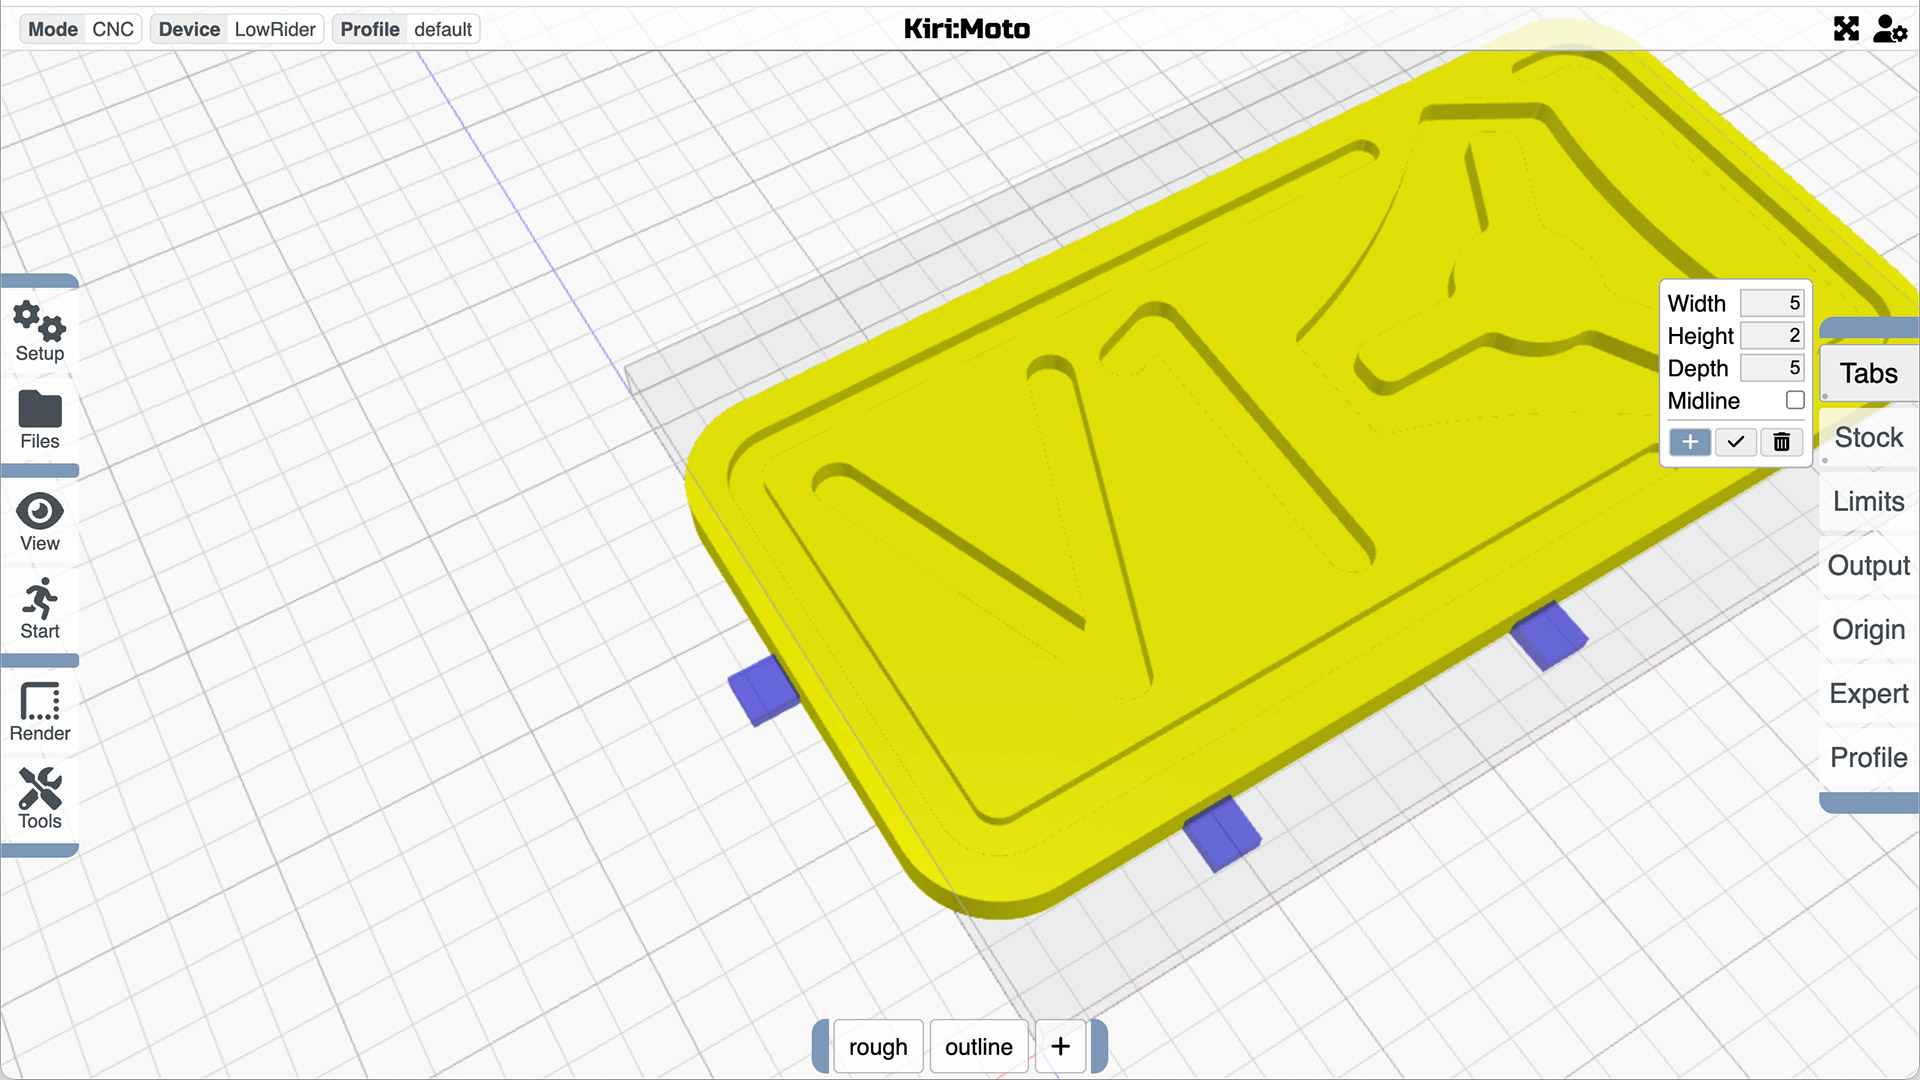 Mode CNC Device LowRider Profile default
Kiri:Moto
Setup
Files
View
Start
Render
Tools
Width 5
Height 2
Depth 5
Midline
Tabs
Stock
Limits
Output
Origin
Expert
Profile
rough outline +